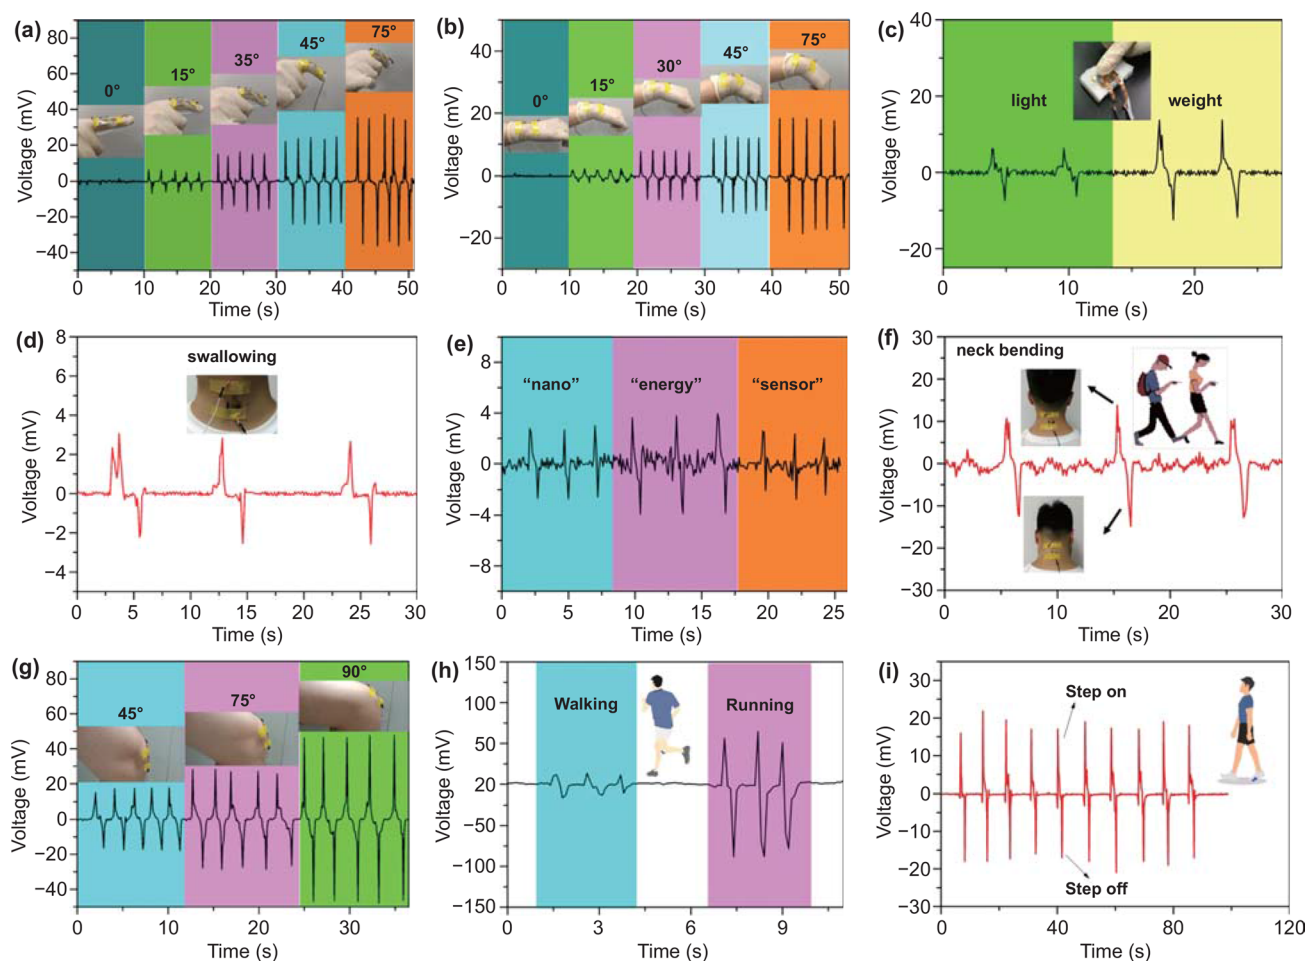 (a)
80
60
40
20
0
−20
−40
Voltage (mV)
0°
15°
35°
45°
75°
0 10 20 30 40 50
Time (s)
(b)
40
20
0
−20
Voltage (mV)
0°
15°
30°
45°
75°
0 10 20 30 40 50
Time (s)
(c)
40
20
0
−20
Voltage (mV)
light
weight
0 10 20
Time (s)
(d)
8
6
4
2
0
−2
−4
Voltage (mV)
swallowing
0 5 10 15 20 25 30
Time (s)
(e)
8
4
0
−4
−8
Voltage (mV)
“nano”
“energy”
“sensor”
0 5 10 15 20 25
Time (s)
(f)
30
20
10
0
−10
−20
−30
Voltage (mV)
neck bending
0 10 20 30
Time (s)
(g)
80
60
40
20
0
−20
−40
Voltage (mV)
45°
75°
90°
0 10 20 30
Time (s)
(h)
150
100
50
20
−50
−100
−150
Voltage (mV)
Walking
Running
0 3 6 9
Time (s)
(i)
30
20
10
0
−10
−20
−30
Voltage (mV)
Step on
Step off
0 20 40 60 80 100 120
Time (s)